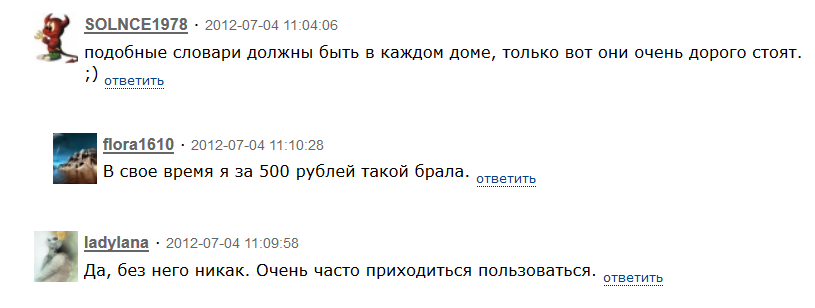 SOLNCE1978 · 2012-07-04 11:04:06
подобные словари должны быть в каждом доме, только вот они очень дорого стоят.
;) ответить
flora1610 · 2012-07-04 11:10:28
В свое время я за 500 рублей такой брала. ответить
ladylana · 2012-07-04 11:09:58
Да, без него никак. Очень часто приходиться пользоваться. ответить